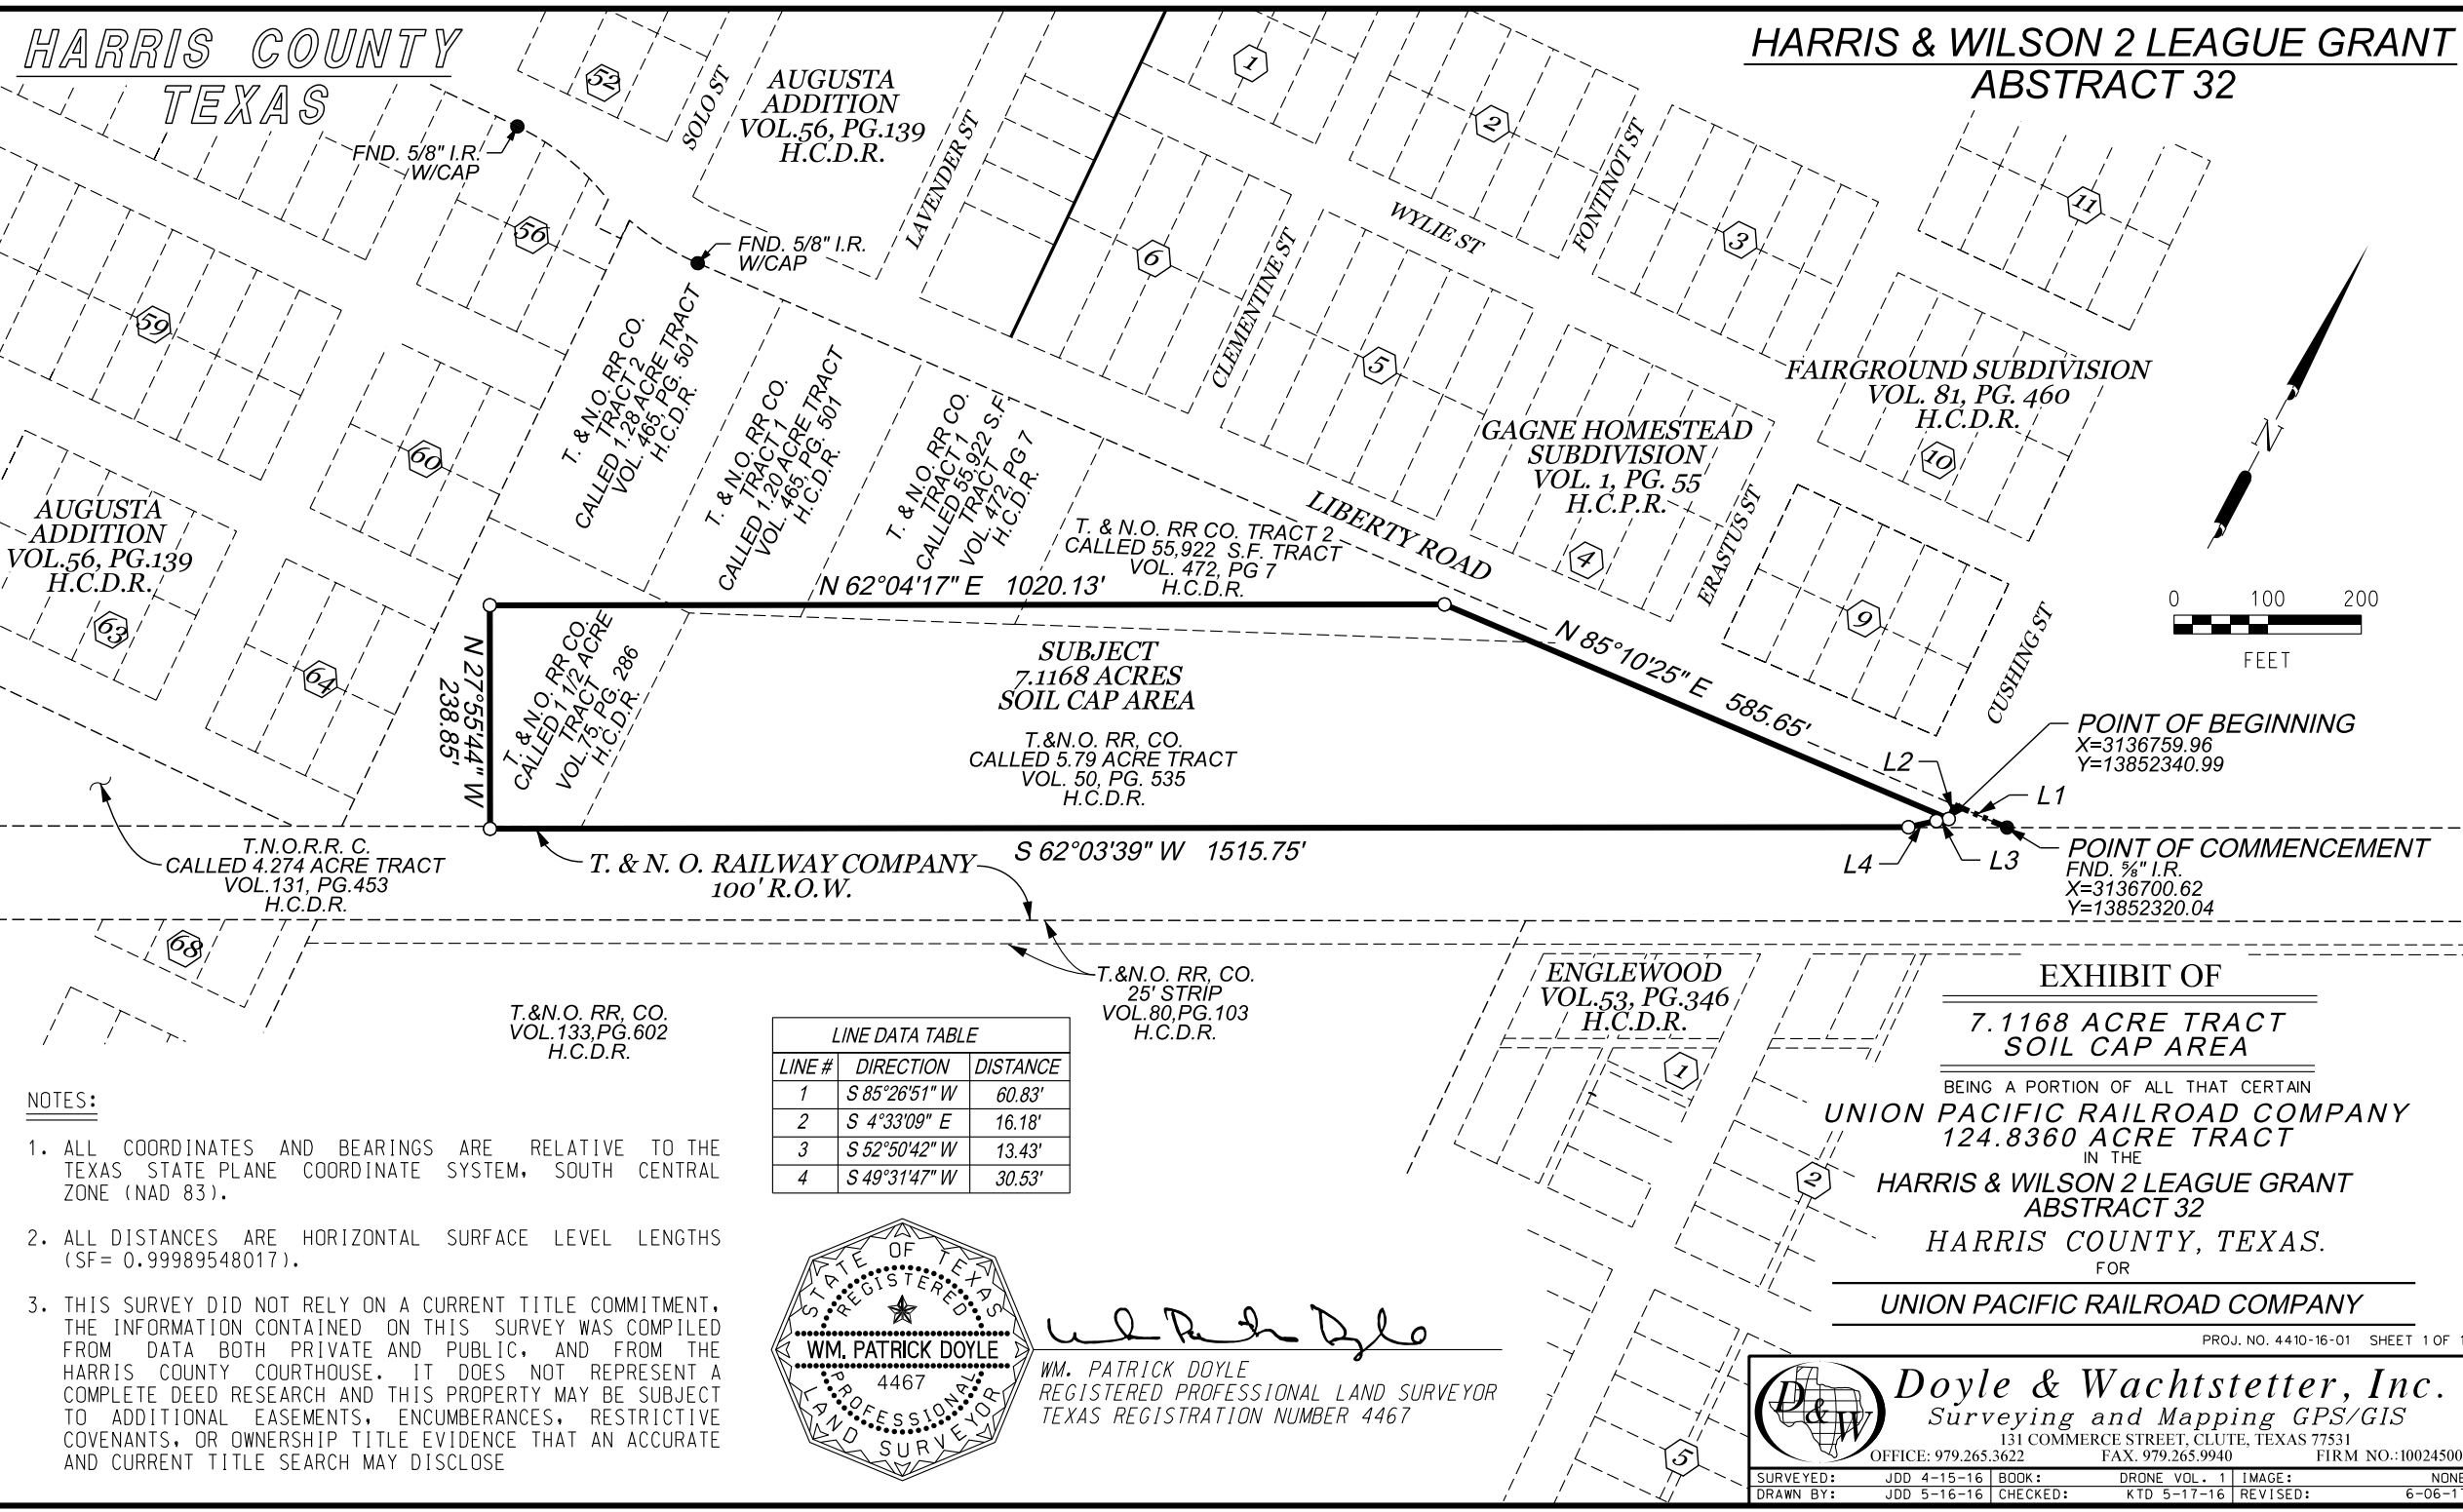 HARRIS COUNTY
TEXAS
HARRIS & WILSON 2 LEAGUE GRANT
ABSTRACT 32
52
SOLO ST
AUGUSTA
ADDITION
VOL.56, PG.139
H.C.D.R.
LAVENDER ST
1
2
FONTINOT ST
3
11
FND. 5/8" I.R.
W/CAP
56
FND. 5/8" I.R.
W/CAP
6
CLEMENTINE ST
WYLIE ST
5
59
60
T. & N.O. RR CO.
TRACT 2
CALLED 1.28 ACRE TRACT
VOL. 465, PG. 501
H.C.D.R.
T. & N.O. RR CO.
TRACT 1
CALLED 1.20 ACRE TRACT
VOL. 465, PG. 501
H.C.D.R.
T. & N.O. RR CO.
TRACT 1
CALLED 55,922 S.F.
TRACT
VOL. 472, PG 7
H.C.D.R.
T. & N.O. RR CO. TRACT 2
CALLED 55,922 S.F. TRACT
VOL. 472, PG 7
H.C.D.R.
LIBERTY ROAD
GAGNE HOMESTEAD
SUBDIVISION
VOL. 1, PG. 55
H.C.P.R.
4
ERASTUS ST
FAIRGROUND SUBDIVISION
VOL. 81, PG. 460
H.C.D.R.
10
9
CUSHING ST
N
0 100 200
FEET
AUGUSTA
ADDITION
VOL.56, PG.139
H.C.D.R.
63
64
N 62°04'17" E 1020.13'
N 27°55'44" W
238.85'
T. & N.O. RR CO.
CALLED 1 1/2 ACRE
TRACT
VOL. 75, PG. 286
H.C.D.R.
SUBJECT
7.1168 ACRES
SOIL CAP AREA
T.&N.O. RR, CO.
CALLED 5.79 ACRE TRACT
VOL. 50, PG. 535
H.C.D.R.
N 85°10'25" E 585.65'
L2
L1
POINT OF BEGINNING
X=3136759.96
Y=13852340.99
L4
L3
POINT OF COMMENCEMENT
FND. ⅝" I.R.
X=3136700.62
Y=13852320.04
S 62°03'39" W 1515.75'
T. & N. O. RAILWAY COMPANY
100' R.O.W.
T.N.O.R.R. C.
CALLED 4.274 ACRE TRACT
VOL.131, PG.453
H.C.D.R.
68
T.&N.O. RR, CO.
VOL.133,PG.602
H.C.D.R.
T.&N.O. RR, CO.
25' STRIP
VOL.80,PG.103
H.C.D.R.
ENGLEWOOD
VOL.53, PG.346
H.C.D.R.
1
2
5
LINE DATA TABLE
LINE # DIRECTION DISTANCE
1 S 85°26'51" W 60.83'
2 S 4°33'09" E 16.18'
3 S 52°50'42" W 13.43'
4 S 49°31'47" W 30.53'
NOTES:
1. ALL COORDINATES AND BEARINGS ARE RELATIVE TO THE
TEXAS STATE PLANE COORDINATE SYSTEM, SOUTH CENTRAL
ZONE (NAD 83).
2. ALL DISTANCES ARE HORIZONTAL SURFACE LEVEL LENGTHS
(SF= 0.99989548017).
3. THIS SURVEY DID NOT RELY ON A CURRENT TITLE COMMITMENT,
THE INFORMATION CONTAINED ON THIS SURVEY WAS COMPILED
FROM DATA BOTH PRIVATE AND PUBLIC, AND FROM THE
HARRIS COUNTY COURTHOUSE. IT DOES NOT REPRESENT A
COMPLETE DEED RESEARCH AND THIS PROPERTY MAY BE SUBJECT
TO ADDITIONAL EASEMENTS, ENCUMBERANCES, RESTRICTIVE
COVENANTS, OR OWNERSHIP TITLE EVIDENCE THAT AN ACCURATE
AND CURRENT TITLE SEARCH MAY DISCLOSE
STATE OF TEXAS
REGISTERED
WM. PATRICK DOYLE
4467
PROFESSIONAL
LAND SURVEYOR
WM. PATRICK DOYLE
REGISTERED PROFESSIONAL LAND SURVEYOR
TEXAS REGISTRATION NUMBER 4467
EXHIBIT OF
7.1168 ACRE TRACT
SOIL CAP AREA
BEING A PORTION OF ALL THAT CERTAIN
UNION PACIFIC RAILROAD COMPANY
124.8360 ACRE TRACT
IN THE
HARRIS & WILSON 2 LEAGUE GRANT
ABSTRACT 32
HARRIS COUNTY, TEXAS.
FOR
UNION PACIFIC RAILROAD COMPANY
PROJ. NO. 4410-16-01 SHEET 1 OF 1
D&W
Doyle & Wachtstetter, Inc.
Surveying and Mapping GPS/GIS
131 COMMERCE STREET, CLUTE, TEXAS 77531
OFFICE: 979.265.3622 FAX. 979.265.9940 FIRM NO.:10024500
SURVEYED: JDD 4-15-16 BOOK: DRONE VOL. 1 IMAGE: NONE
DRAWN BY: JDD 5-16-16 CHECKED: KTD 5-17-16 REVISED: 6-06-1